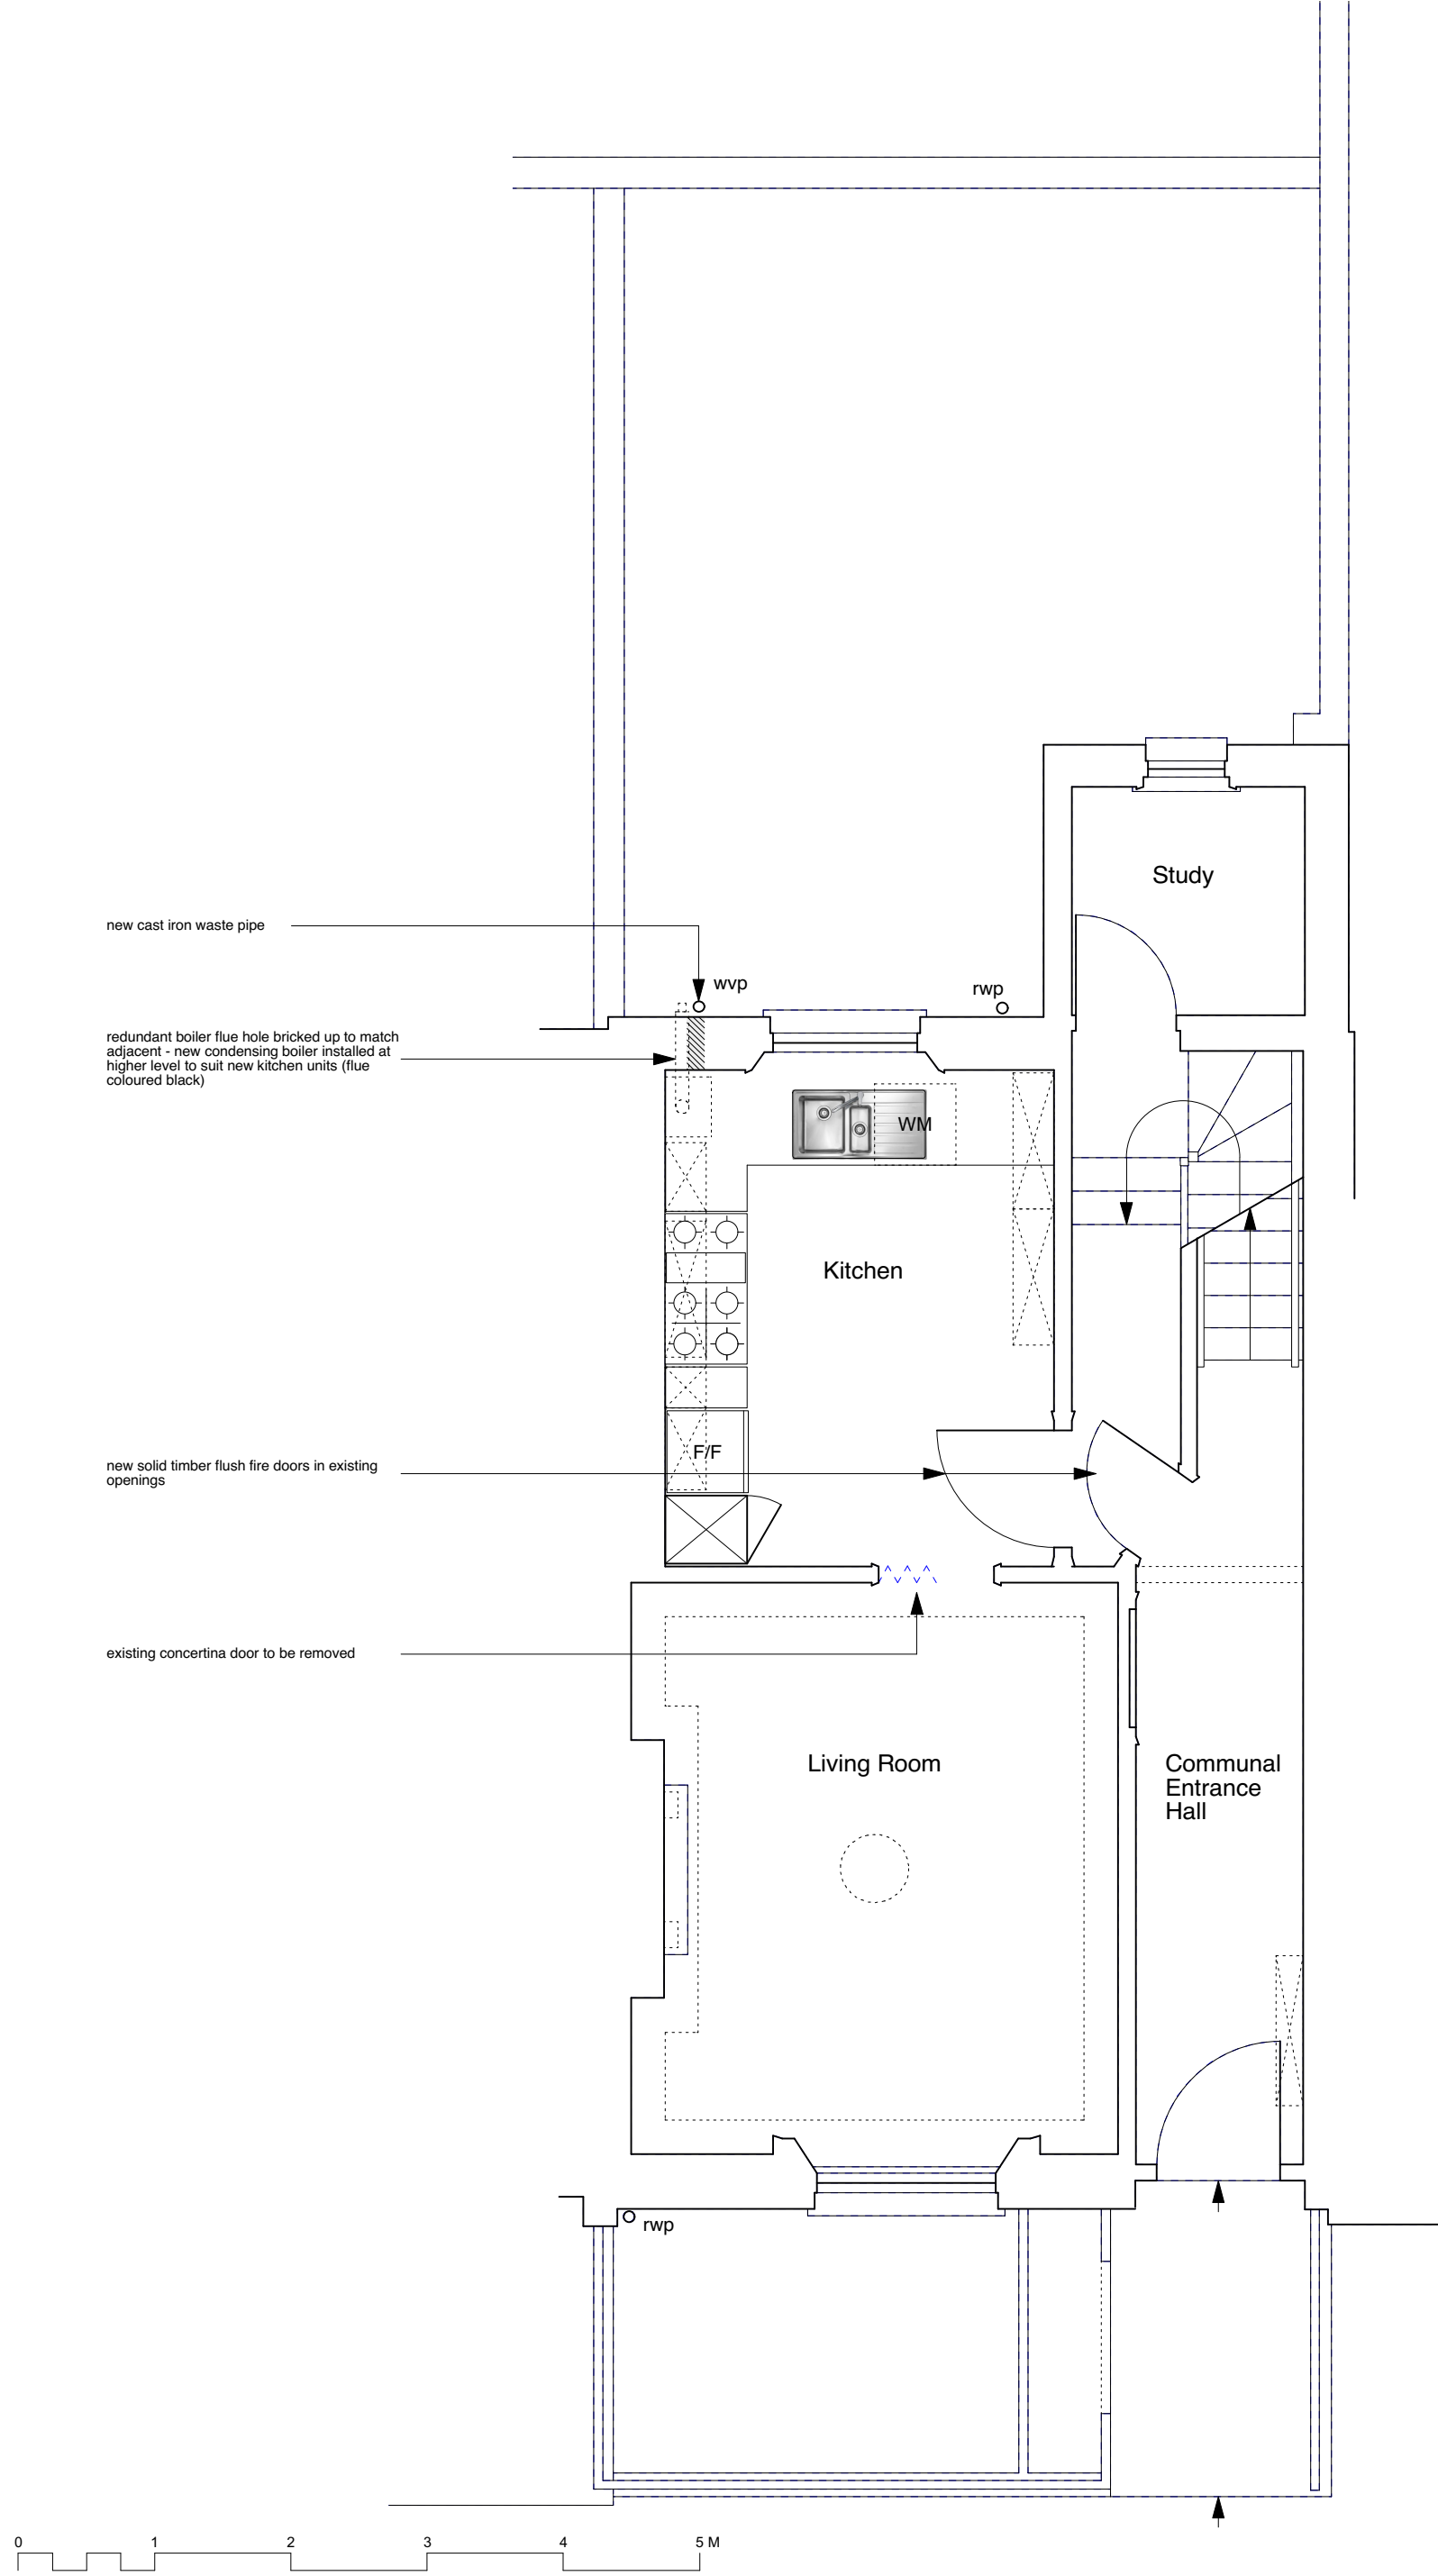 Study
new cast iron waste pipe
wvp
rwp
redundant boiler flue hole bricked up to match
adjacent - new condensing boiler installed at
higher level to suit new kitchen units (flue
coloured black)
WM
Kitchen
F/F
new solid timber flush fire doors in existing
openings
existing concertina door to be removed
Living Room
Communal
Entrance
Hall
rwp
0 1 2 3 4 5 M